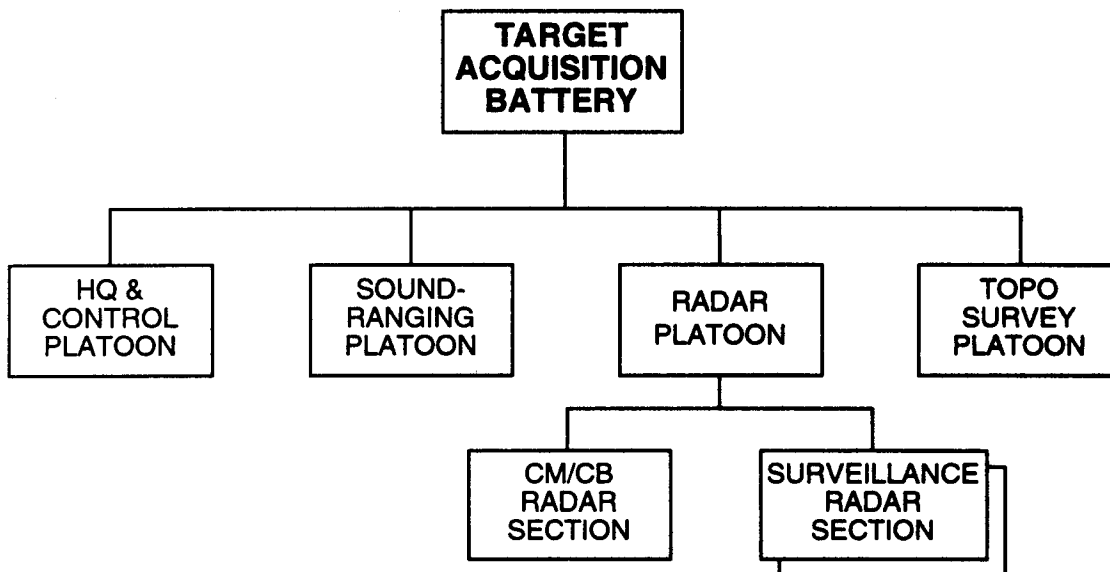 TARGET
ACQUISITION
BATTERY
HQ &
CONTROL
PLATOON
SOUND-
RANGING
PLATOON
RADAR
PLATOON
TOPO
SURVEY
PLATOON
CM/CB
RADAR
SECTION
SURVEILLANCE
RADAR
SECTION